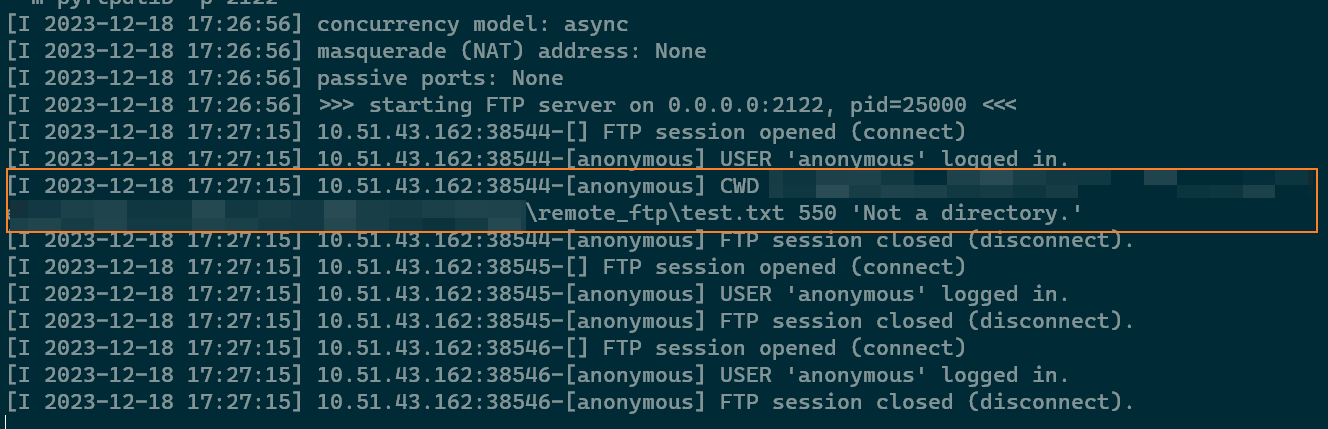 -m pyftpdlib -p 2122
[I 2023-12-18 17:26:56] concurrency model: async
[I 2023-12-18 17:26:56] masquerade (NAT) address: None
[I 2023-12-18 17:26:56] passive ports: None
[I 2023-12-18 17:26:56] >>> starting FTP server on 0.0.0.0:2122, pid=25000 <<<
[I 2023-12-18 17:27:15] 10.51.43.162:38544-[] FTP session opened (connect)
[I 2023-12-18 17:27:15] 10.51.43.162:38544-[anonymous] USER 'anonymous' logged in.
[I 2023-12-18 17:27:15] 10.51.43.162:38544-[anonymous] CWD
\remote_ftp\test.txt 550 'Not a directory.'
[I 2023-12-18 17:27:15] 10.51.43.162:38544-[anonymous] FTP session closed (disconnect).
[I 2023-12-18 17:27:15] 10.51.43.162:38545-[] FTP session opened (connect)
[I 2023-12-18 17:27:15] 10.51.43.162:38545-[anonymous] USER 'anonymous' logged in.
[I 2023-12-18 17:27:15] 10.51.43.162:38545-[anonymous] FTP session closed (disconnect).
[I 2023-12-18 17:27:15] 10.51.43.162:38546-[] FTP session opened (connect)
[I 2023-12-18 17:27:15] 10.51.43.162:38546-[anonymous] USER 'anonymous' logged in.
[I 2023-12-18 17:27:15] 10.51.43.162:38546-[anonymous] FTP session closed (disconnect).